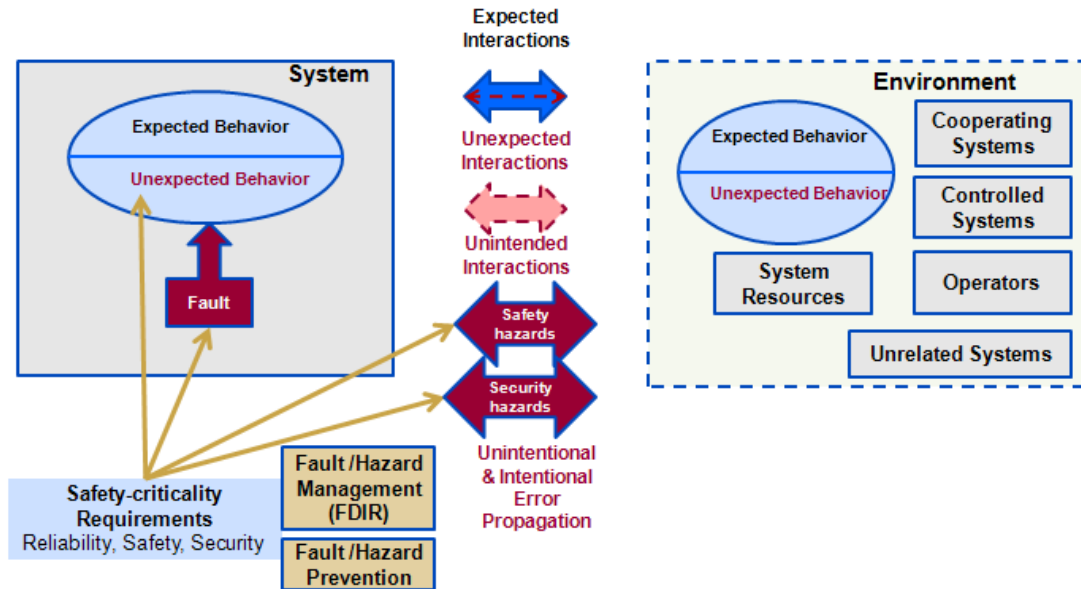 Expected
Interactions
System
Expected Behavior
Unexpected Behavior
Fault
Unexpected
Interactions
Unintended
Interactions
Safety
hazards
Security
hazards
Unintentional
& Intentional
Error
Propagation
Environment
Expected Behavior
Unexpected Behavior
Cooperating
Systems
Controlled
Systems
System
Resources
Operators
Unrelated Systems
Safety-criticality
Requirements
Reliability, Safety, Security
Fault /Hazard
Management
(FDIR)
Fault /Hazard
Prevention